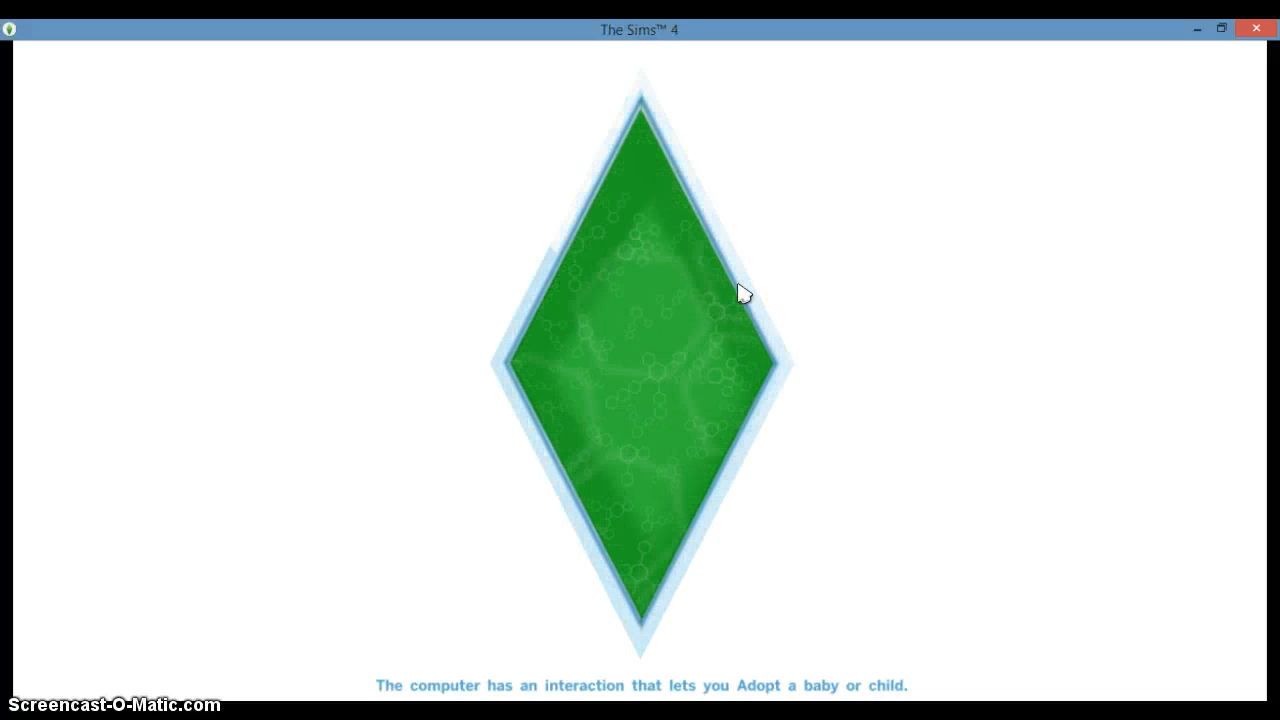 The Sims™ 4
The computer has an interaction that lets you Adopt a baby or child.
Screencast-O-Matic.com